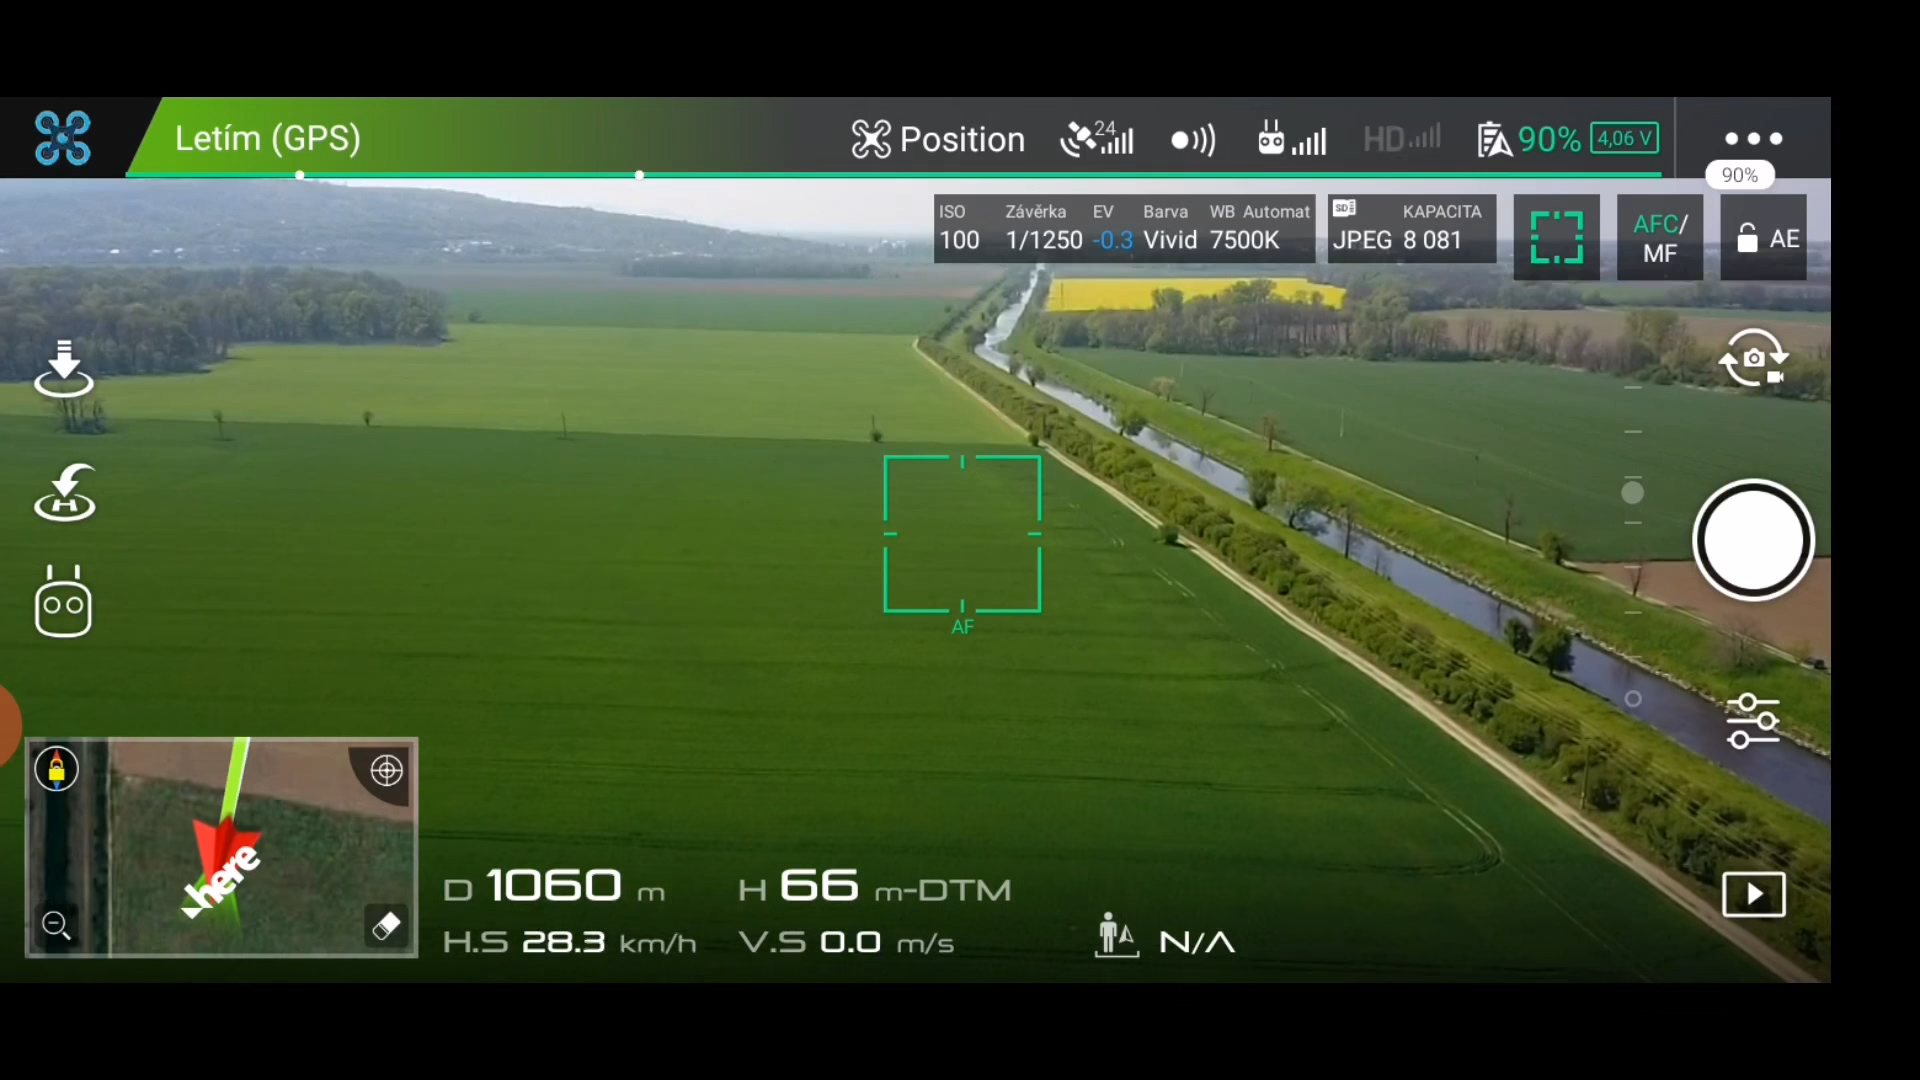 Letím (GPS)
Position
24
HD
90%
4,06 V
90%
ISO
Závěrka
EV
Barva
WB Automat
100
1/1250
-0.3
Vivid
7500K
SD
KAPACITA
JPEG
8 081
AFC/
MF
AE
AF
H
here
D 1060 m
H 66 m-DTM
H.S 28.3 km/h
V.S 0.0 m/s
N/A